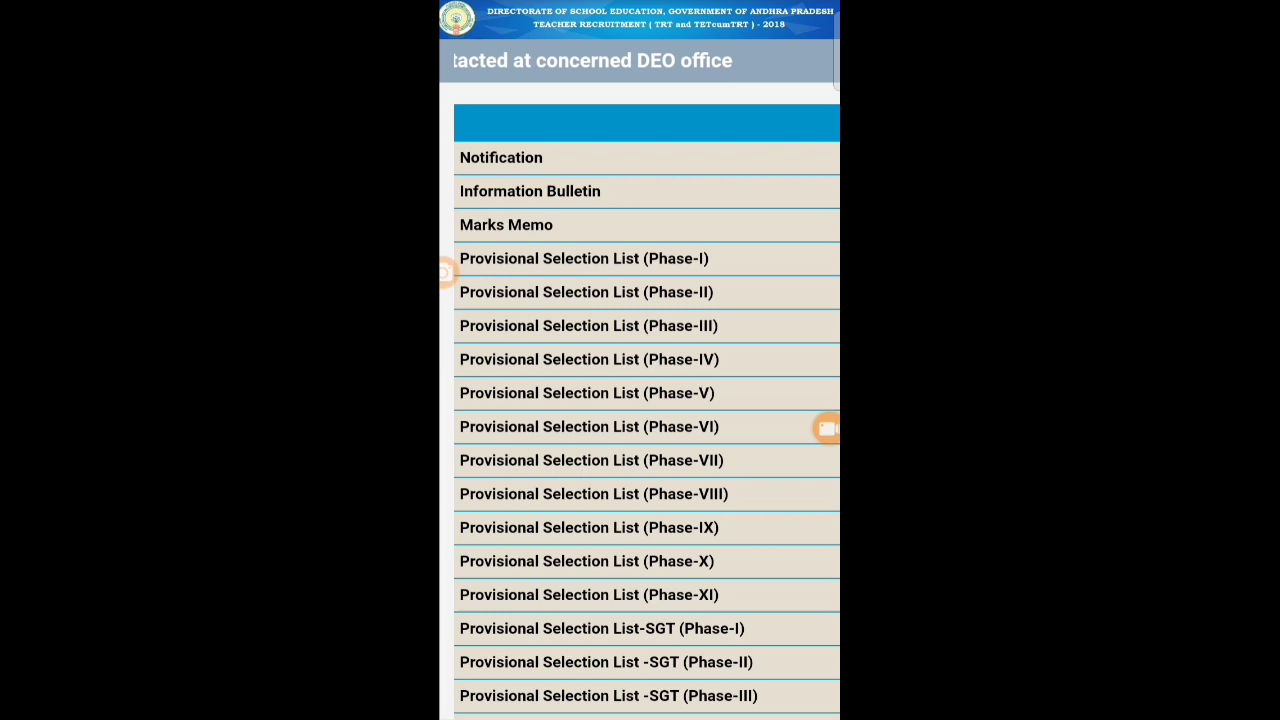 DIRECTORATE OF SCHOOL EDUCATION, GOVERNMENT OF ANDHRA PRADESH
TEACHER RECRUITMENT ( TRT and TETcumTRT ) - 2018
tacted at concerned DEO office
Notification
Information Bulletin
Marks Memo
Provisional Selection List (Phase-I)
Provisional Selection List (Phase-II)
Provisional Selection List (Phase-III)
Provisional Selection List (Phase-IV)
Provisional Selection List (Phase-V)
Provisional Selection List (Phase-VI)
Provisional Selection List (Phase-VII)
Provisional Selection List (Phase-VIII)
Provisional Selection List (Phase-IX)
Provisional Selection List (Phase-X)
Provisional Selection List (Phase-XI)
Provisional Selection List-SGT (Phase-I)
Provisional Selection List -SGT (Phase-II)
Provisional Selection List -SGT (Phase-III)